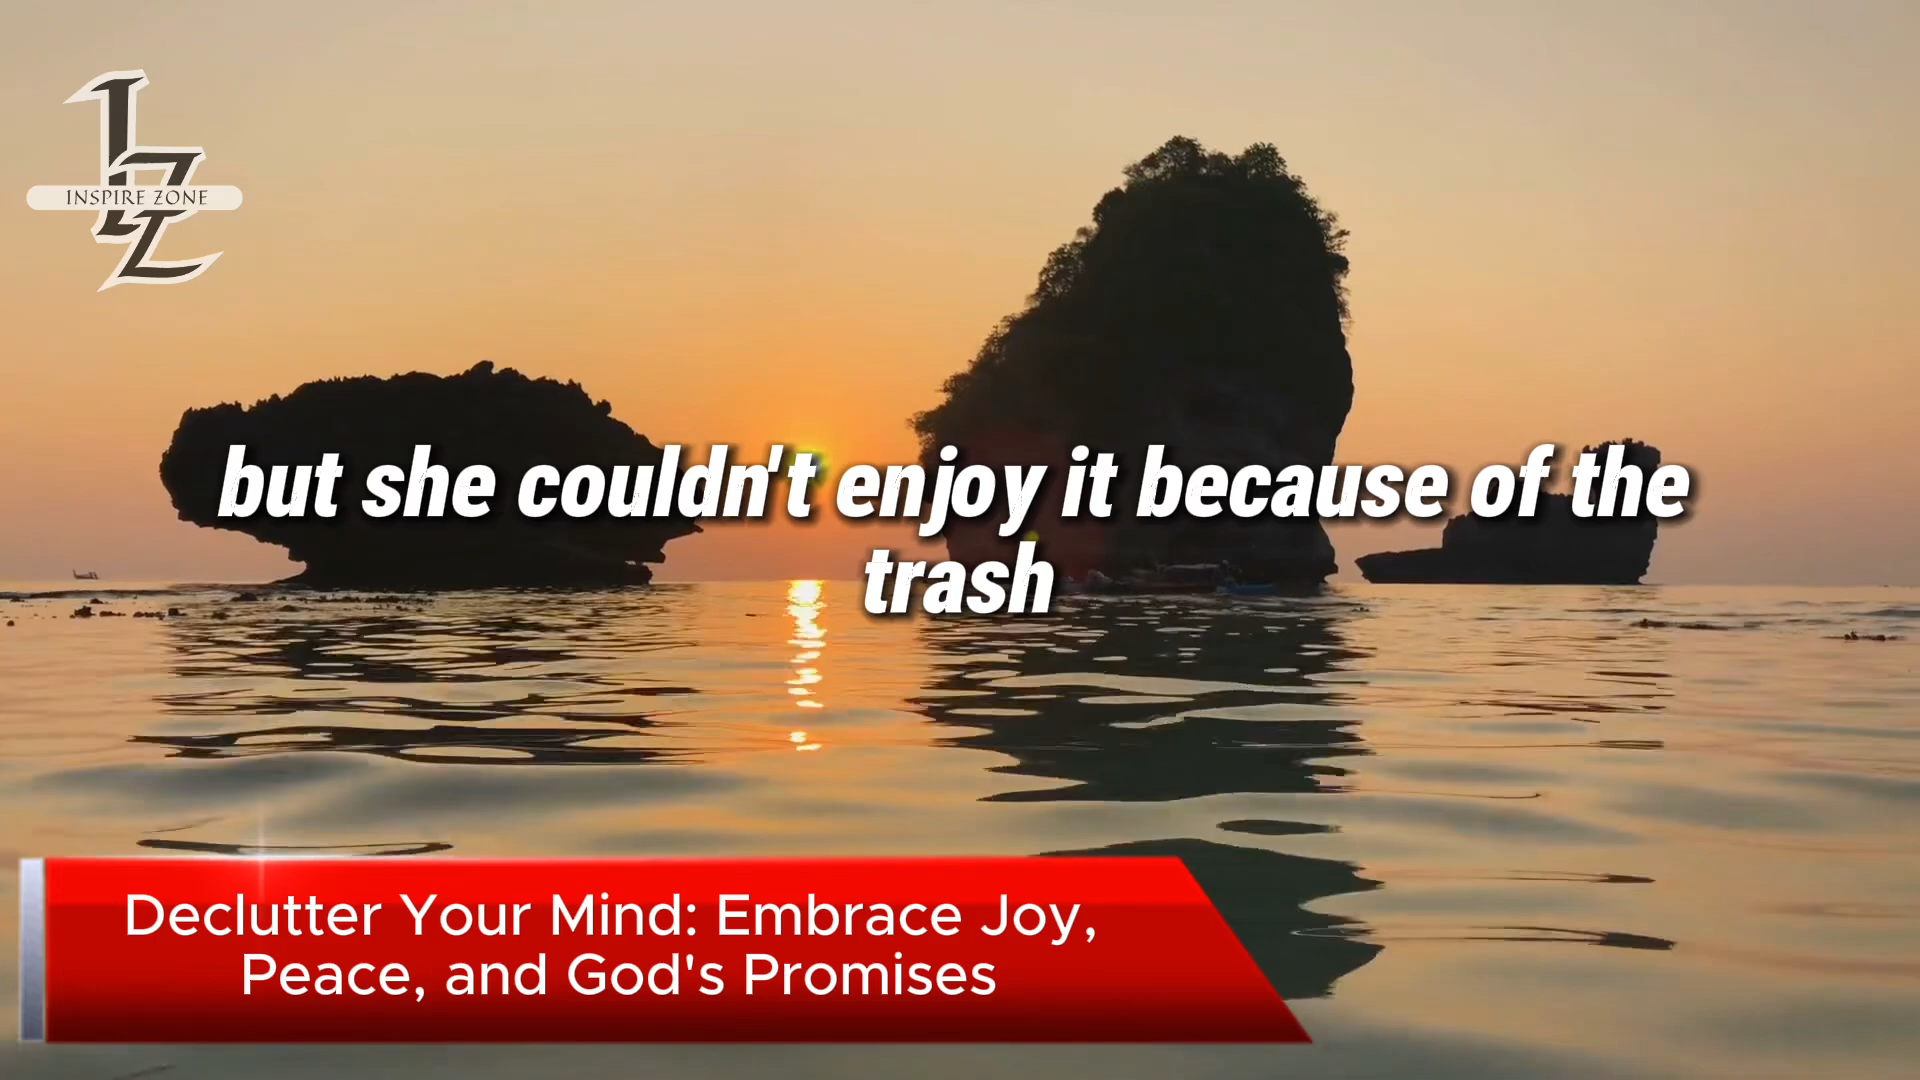 INSPIRE ZONE
but she couldn't enjoy it because of the
trash
Declutter Your Mind: Embrace Joy,
Peace, and God's Promises